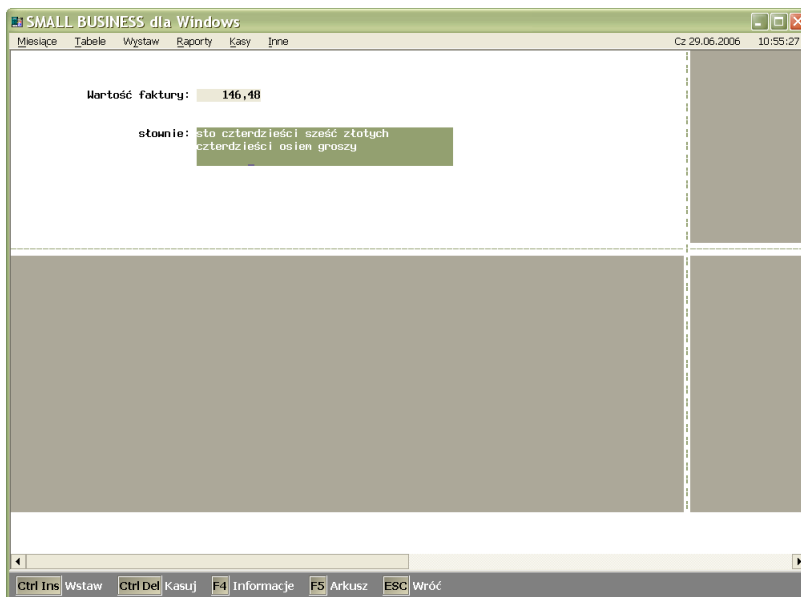 SMALL BUSINESS dla Windows
Miesiące Tabele Wystaw Raporty Kasy Inne Cz 29.06.2006 10:55:27
Wartość faktury: 146,48
słownie: sto czterdzieści sześć złotych
czterdzieści osiem groszy
Ctrl Ins Wstaw Ctrl Del Kasuj F4 Informacje F5 Arkusz ESC Wróć